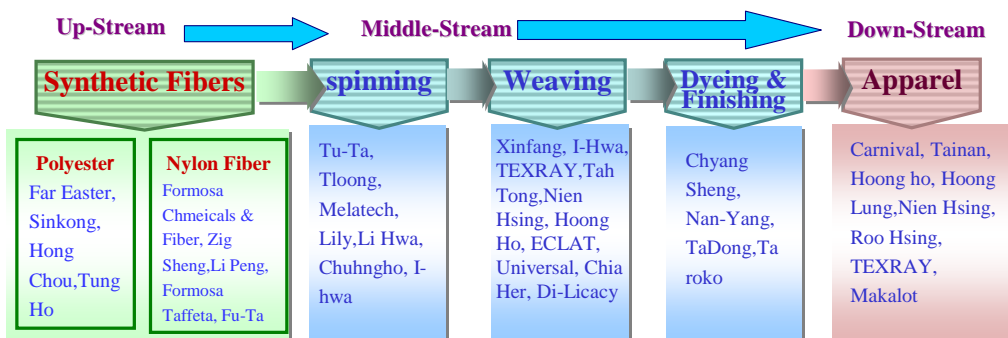 Up-Stream
Middle-Stream
Down-Stream
Synthetic Fibers
spinning
Weaving
Dyeing &
Finishing
Apparel
Polyester
Far Easter,
Sinkong,
Hong
Chou,Tung
Ho
Nylon Fiber
Formosa
Chmeicals &
Fiber, Zig
Sheng,Li Peng,
Formosa
Taffeta, Fu-Ta
Tu-Ta,
Tloong,
Melatech,
Lily,Li Hwa,
Chuhngho, I-
hwa
Xinfang, I-Hwa,
TEXRAY,Tah
Tong,Nien
Hsing, Hoong
Ho, ECLAT,
Universal, Chia
Her, Di-Licacy
Chyang
Sheng,
Nan-Yang,
TaDong,Ta
roko
Carnival, Tainan,
Hoong ho, Hoong
Lung,Nien Hsing,
Roo Hsing,
TEXRAY,
Makalot